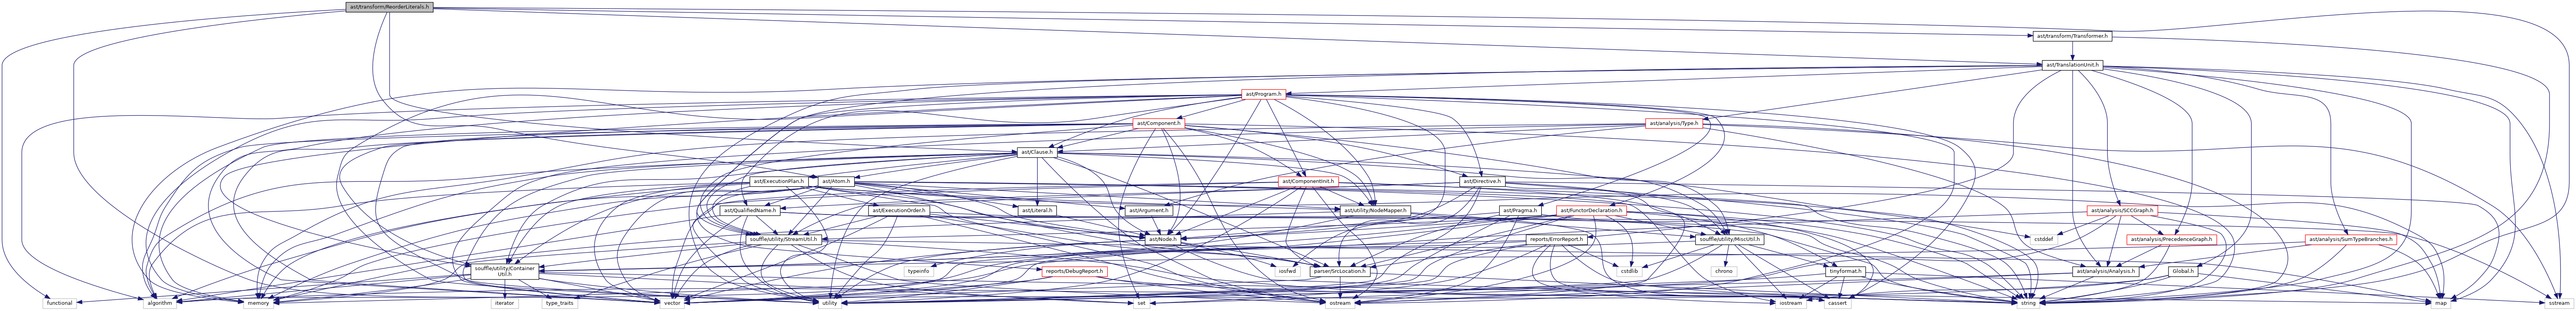 ast/transform/ReorderLiterals.h
ast/transform/Transformer.h
ast/TranslationUnit.h
ast/Program.h
ast/Component.h
ast/analysis/Type.h
ast/Clause.h
ast/ExecutionPlan.h
ast/Atom.h
ast/ComponentInit.h
ast/Directive.h
ast/QualifiedName.h
ast/ExecutionOrder.h
ast/Literal.h
ast/Argument.h
ast/utility/NodeMapper.h
ast/Pragma.h
ast/FunctorDeclaration.h
ast/analysis/SCCGraph.h
souffle/utility/StreamUtil.h
ast/Node.h
reports/ErrorReport.h
souffle/utility/MiscUtil.h
cstddef
ast/analysis/PrecedenceGraph.h
ast/analysis/SumTypeBranches.h
souffle/utility/Container
Util.h
typeinfo
reports/DebugReport.h
iosfwd
parser/SrcLocation.h
cstdlib
chrono
tinyformat.h
ast/analysis/Analysis.h
Global.h
functional
algorithm
memory
iterator
type_traits
vector
utility
set
ostream
iostream
cassert
string
map
sstream